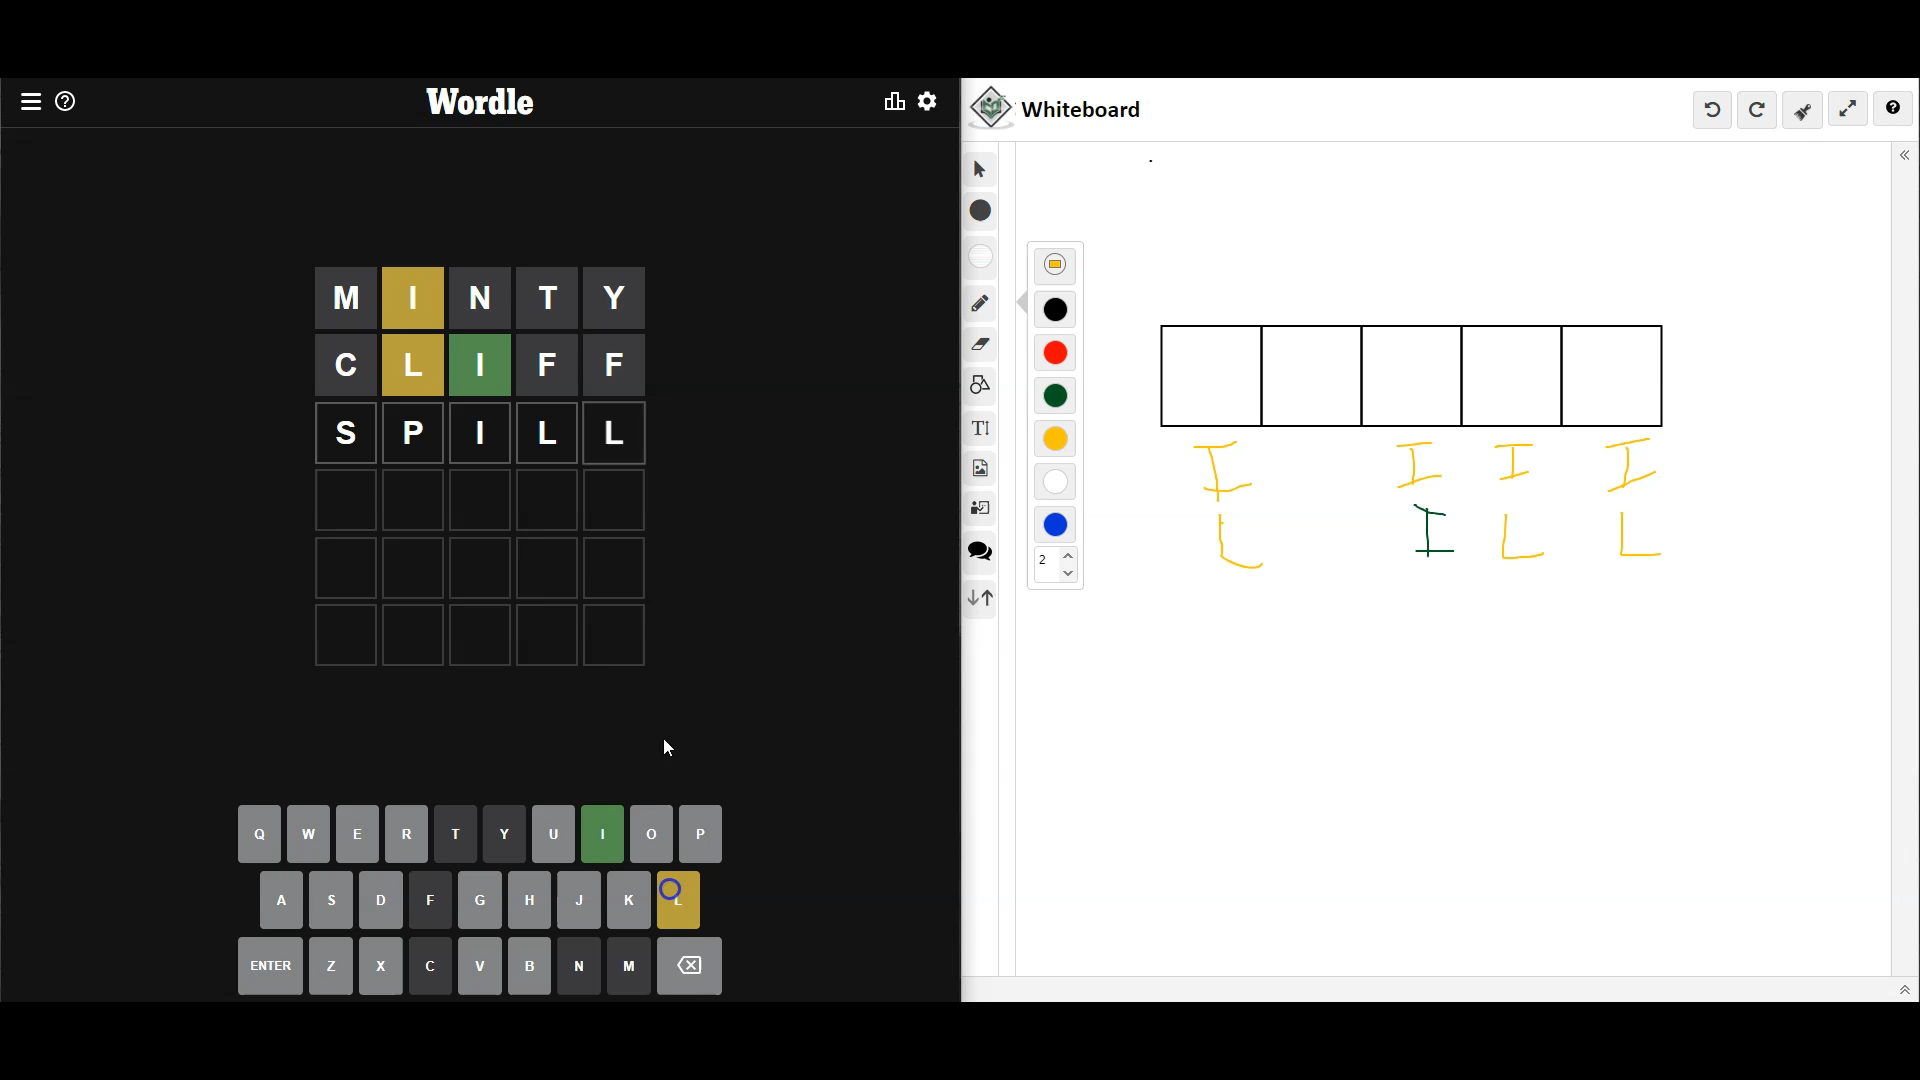 Wordle
Whiteboard
M I N T Y
C L I F F
S P I L L
I I I I
L I L L
T
2
Q W E R T Y U I O P
A S D F G H J K L
ENTER Z X C V B N M